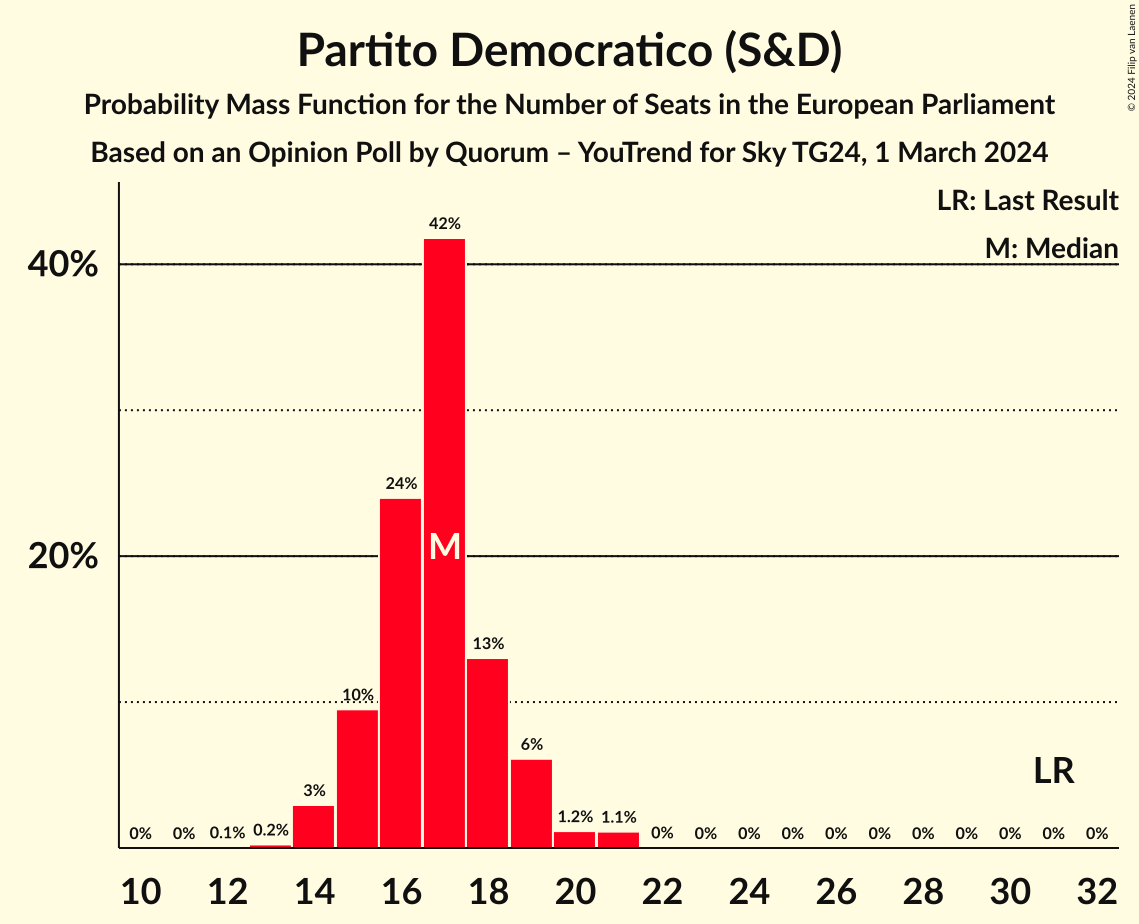 Partito Democratico (S&D)
Probability Mass Function for the Number of Seats in the European Parliament
Based on an Opinion Poll by Quorum – YouTrend for Sky TG24, 1 March 2024
© 2024 Filip van Laenen
LR: Last Result
M: Median
40%
20%
0% 0% 0.1% 0.2% 3% 10% 24% 42% 13% 6% 1.2% 1.1% 0% 0% 0% 0% 0% 0% 0% 0% 0% 0% 0%
M
LR
10 12 14 16 18 20 22 24 26 28 30 32